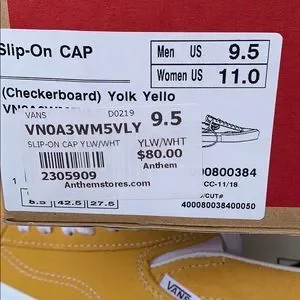 Slip-On CAP
Men US 9.5
Women US 11.0
(Checkerboard) Yolk Yello
VANS D0219 9.5
VN0A3WM5VLY
SLIP-ON CAP YLW/WHT YLW/WHT
$80.00
2305909 Anthem
Anthemstores.com
00800384
CC-11/18
/CUT#
8.5 42.5 27.5
400080038400050
VANS